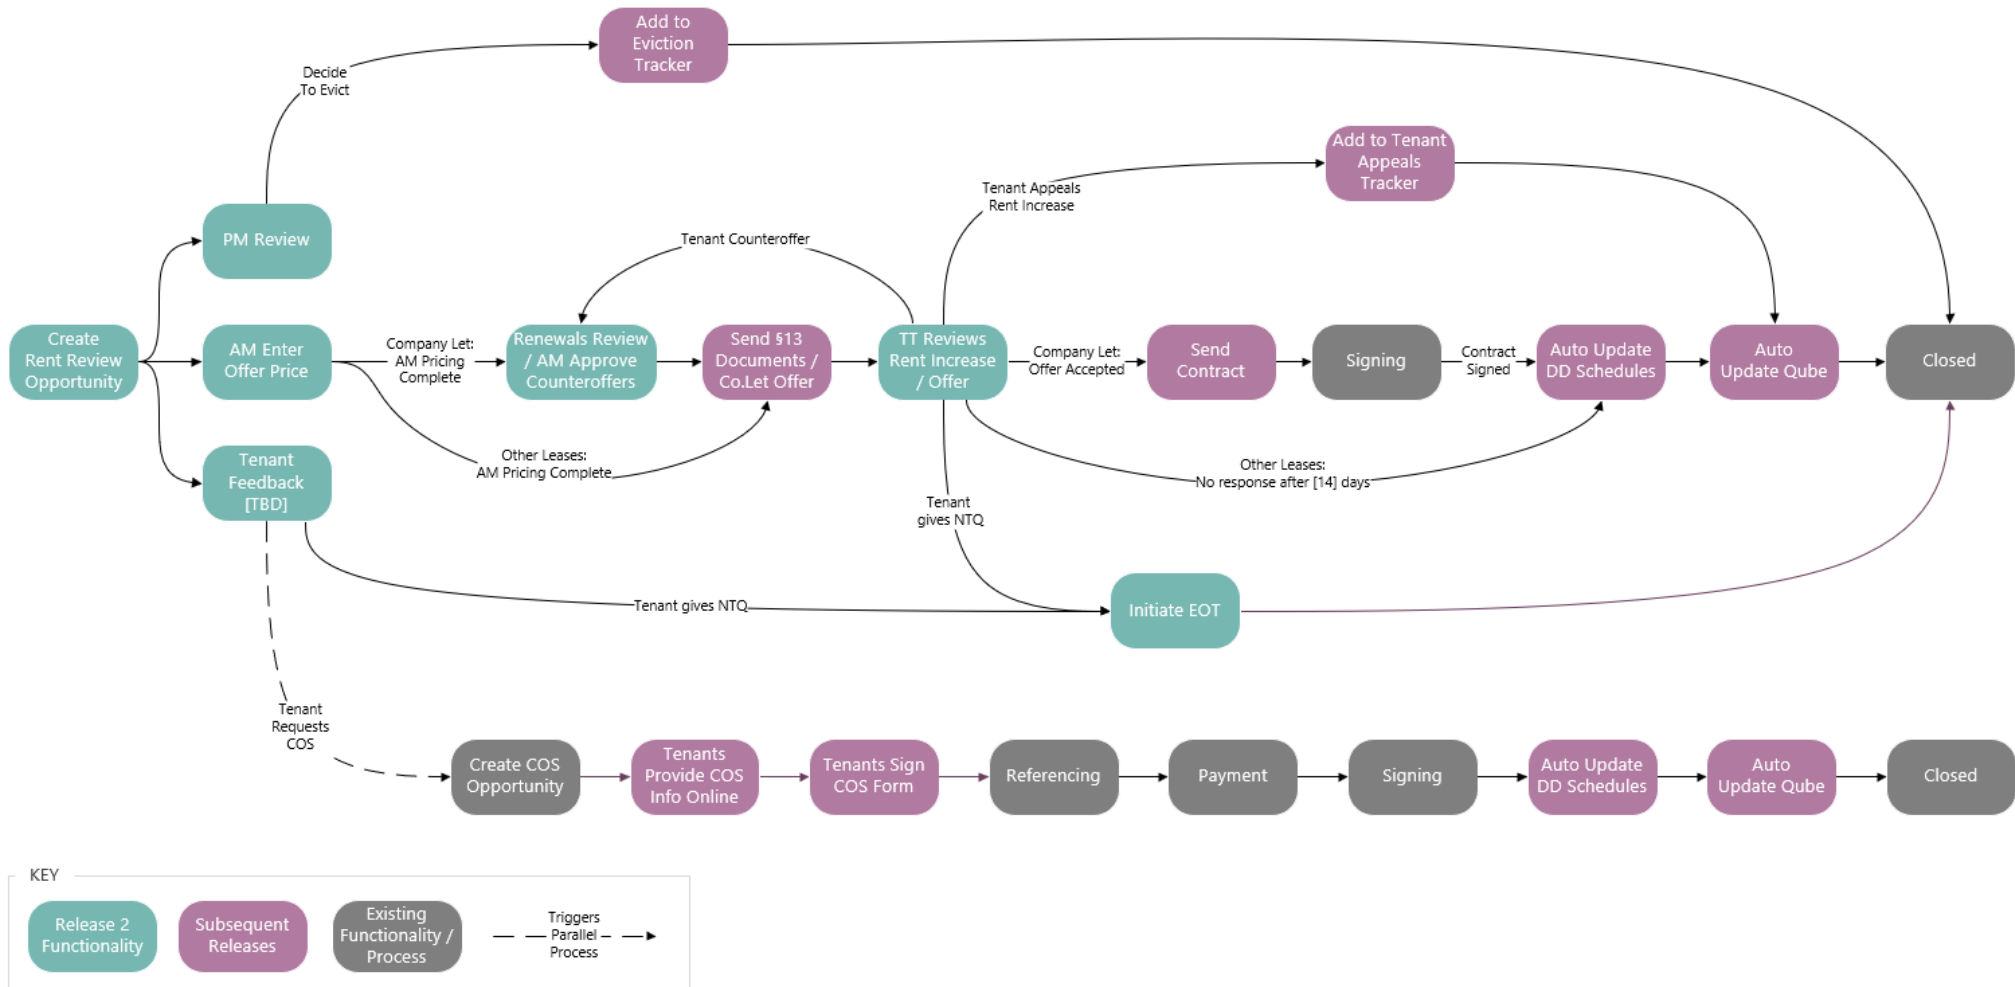 Add to
Eviction
Tracker
Decide
To Evict
Add to Tenant
Appeals
Tracker
Tenant Appeals
Rent Increase
PM Review
Tenant Counteroffer
Create
Rent Review
Opportunity
AM Enter
Offer Price
Company Let:
AM Pricing
Complete
Renewals Review
/ AM Approve
Counteroffers
Send §13
Documents /
Co.Let Offer
TT Reviews
Rent Increase
/ Offer
Company Let:
Offer Accepted
Send
Contract
Signing
Contract
Signed
Auto Update
DD Schedules
Auto
Update Qube
Closed
Other Leases:
AM Pricing Complete
Other Leases:
No response after [14] days
Tenant
Feedback
[TBD]
Tenant
gives NTQ
Tenant gives NTQ
Initiate EOT
Tenant
Requests
COS
Create COS
Opportunity
Tenants
Provide COS
Info Online
Tenants Sign
COS Form
Referencing
Payment
Signing
Auto Update
DD Schedules
Auto
Update Qube
Closed
KEY
Release 2
Functionality
Subsequent
Releases
Existing
Functionality /
Process
Triggers
Parallel
Process